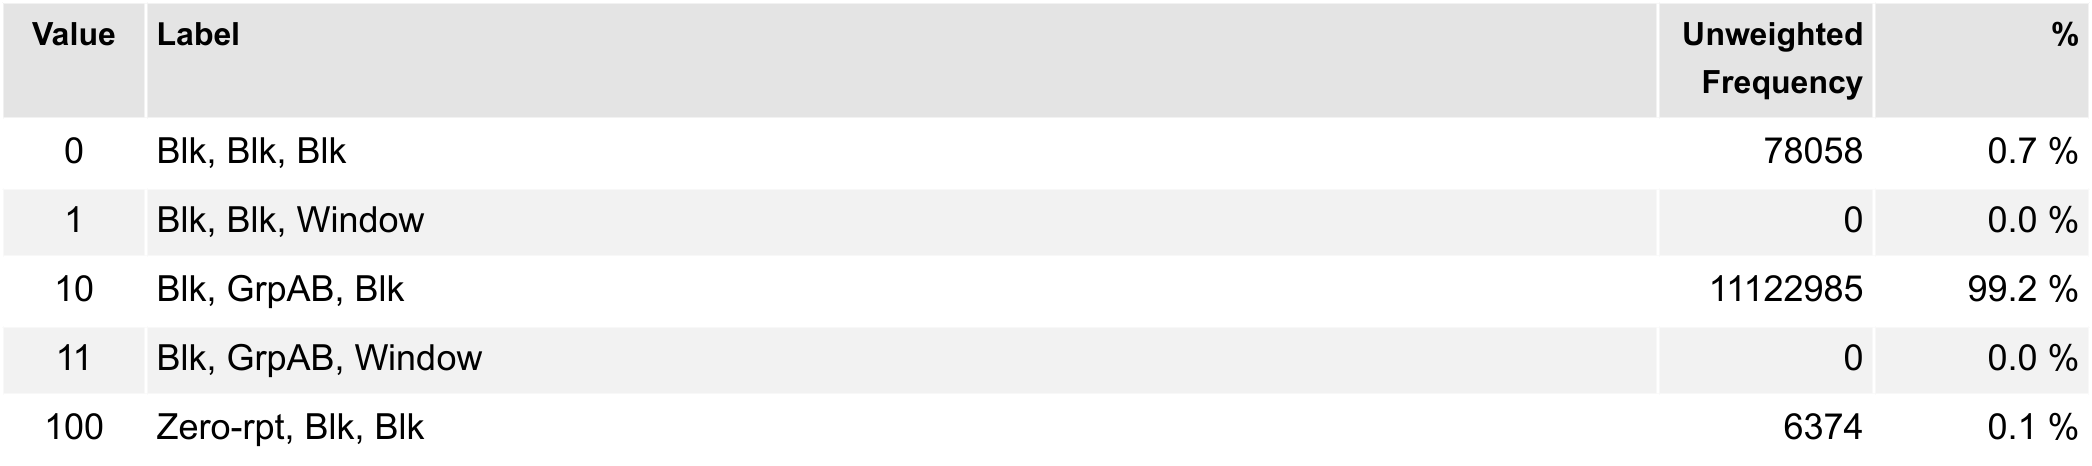 Value Label Unweighted Frequency %
0 Blk, Blk, Blk 78058 0.7 %
1 Blk, Blk, Window 0 0.0 %
10 Blk, GrpAB, Blk 11122985 99.2 %
11 Blk, GrpAB, Window 0 0.0 %
100 Zero-rpt, Blk, Blk 6374 0.1 %